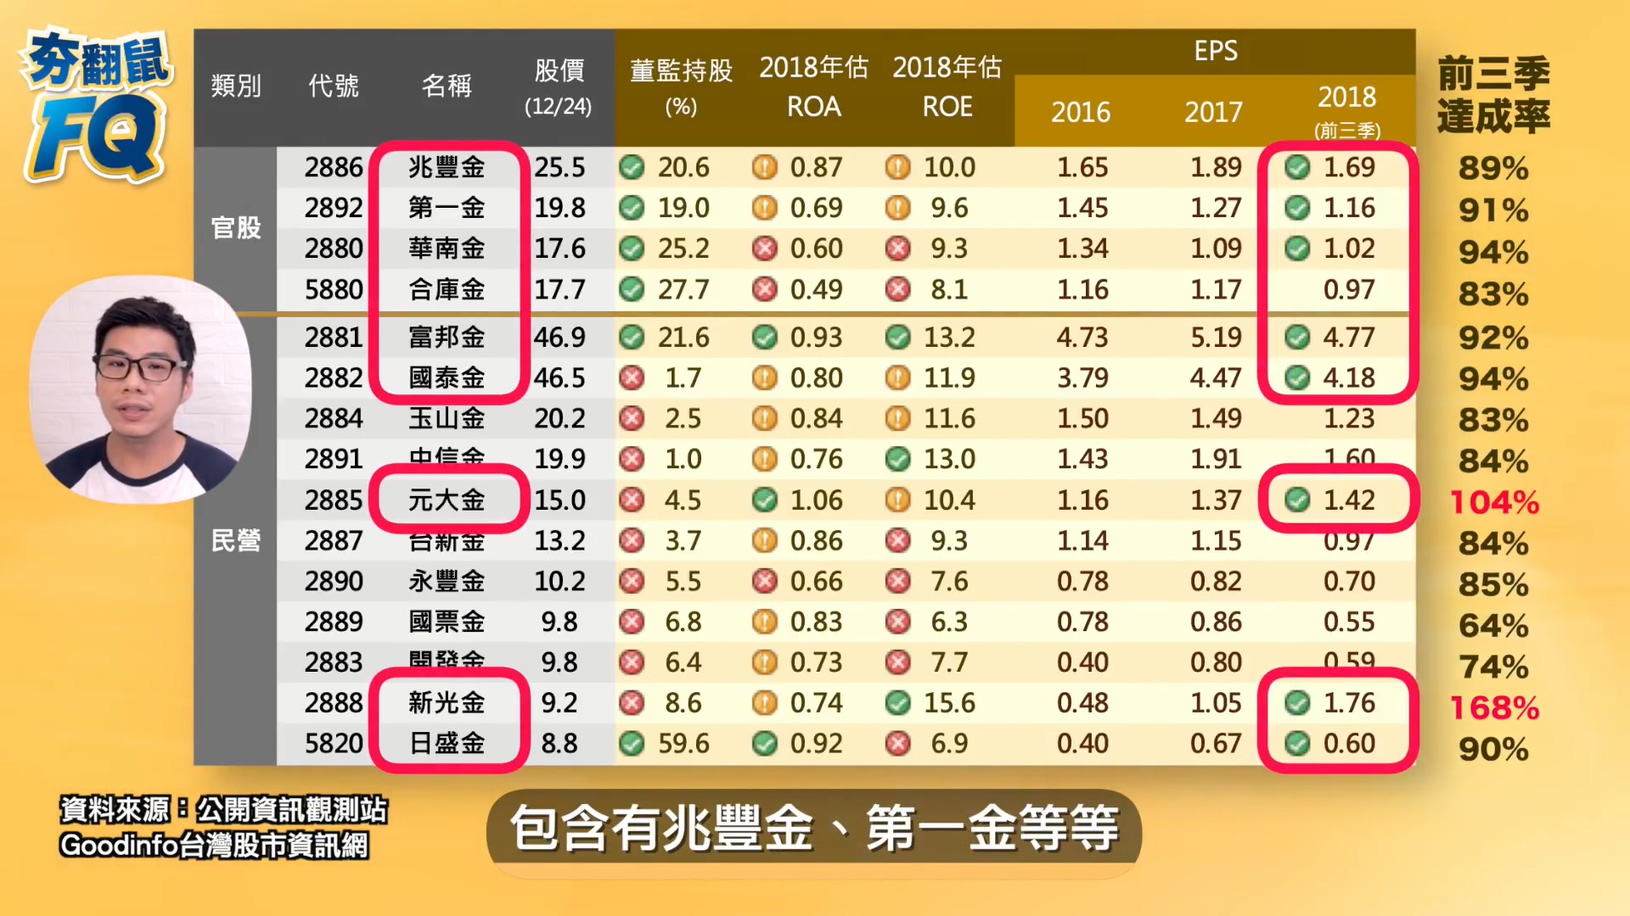 夯翻鼠
FQ
類別 代號 名稱 股價 (12/24) 董監持股 (%) 2018年估 ROA 2018年估 ROE EPS 2016 2017 2018 (前三季) 前三季 達成率
官股
2886 兆豐金 25.5 20.6 0.87 10.0 1.65 1.89 1.69 89%
2892 第一金 19.8 19.0 0.69 9.6 1.45 1.27 1.16 91%
2880 華南金 17.6 25.2 0.60 9.3 1.34 1.09 1.02 94%
5880 合庫金 17.7 27.7 0.49 8.1 1.16 1.17 0.97 83%
民營
2881 富邦金 46.9 21.6 0.93 13.2 4.73 5.19 4.77 92%
2882 國泰金 46.5 1.7 0.80 11.9 3.79 4.47 4.18 94%
2884 玉山金 20.2 2.5 0.84 11.6 1.50 1.49 1.23 83%
2891 中信金 19.9 1.0 0.76 13.0 1.43 1.91 1.60 84%
2885 元大金 15.0 4.5 1.06 10.4 1.16 1.37 1.42 104%
2887 台新金 13.2 3.7 0.86 9.3 1.14 1.15 0.97 84%
2890 永豐金 10.2 5.5 0.66 7.6 0.78 0.82 0.70 85%
2889 國票金 9.8 6.8 0.83 6.3 0.78 0.86 0.55 64%
2883 開發金 9.8 6.4 0.73 7.7 0.40 0.80 0.59 74%
2888 新光金 9.2 8.6 0.74 15.6 0.48 1.05 1.76 168%
5820 日盛金 8.8 59.6 0.92 6.9 0.40 0.67 0.60 90%
資料來源：公開資訊觀測站
Goodinfo台灣股市資訊網
包含有兆豐金、第一金等等